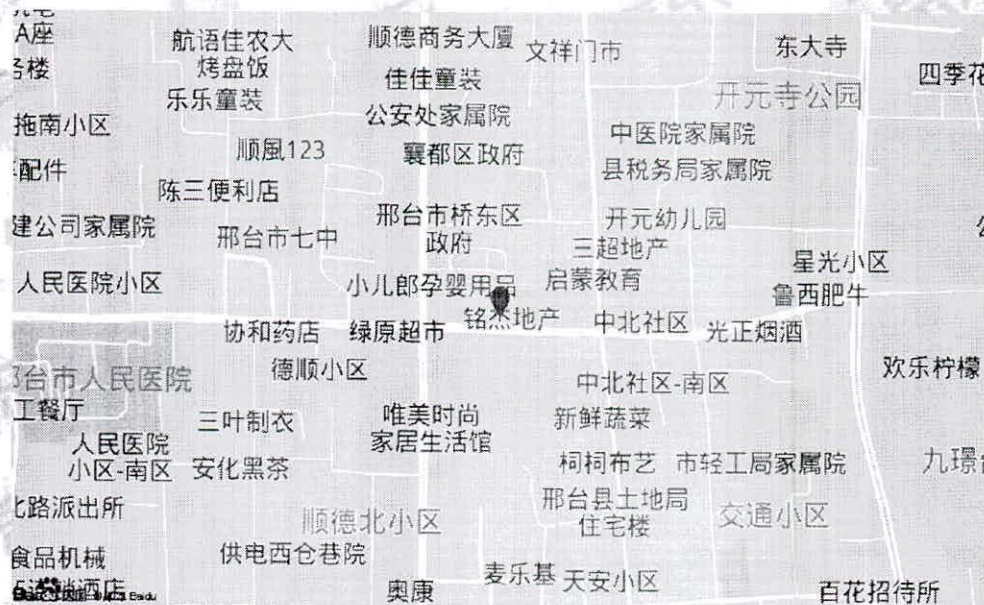 A座
航语佳农大
烤盘饭
顺德商务大厦
文祥门市
东大寺
务楼
佳佳童装
四季花
乐乐童装
开元寺公园
公安处家属院
拖南小区
中医院家属院
顺風123
襄都区政府
配件
县税务局家属院
陈三便利店
邢台市桥东区
政府
开元幼儿园
建公司家属院
邢台市七中
三超地产
星光小区
人民医院小区
小儿郎孕婴用品
启蒙教育
鲁西肥牛
铭杰地产
中北社区
协和药店
绿原超市
光正烟酒
德顺小区
欢乐柠檬
台市人民医院
中北社区-南区
工餐厅
三叶制衣
唯美时尚
家居生活馆
新鲜蔬菜
人民医院
小区-南区
安化黑茶
柯柯布艺
市轻工局家属院
九璟
北路派出所
邢台县土地局
住宅楼
顺德北小区
交通小区
食品机械
供电西仓巷院
麦乐基
天安小区
奥康
百花招待所
酒店